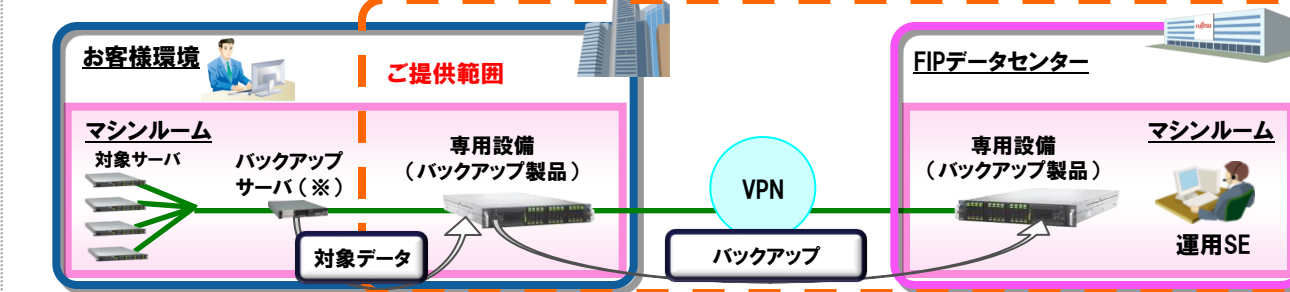 お客様環境
ご提供範囲
マシンルーム
対象サーバ
バックアップ
サーバ（※）
専用設備
（バックアップ製品）
対象データ
VPN
バックアップ
FIPデータセンター
FUJITSU
専用設備
（バックアップ製品）
マシンルーム
運用SE